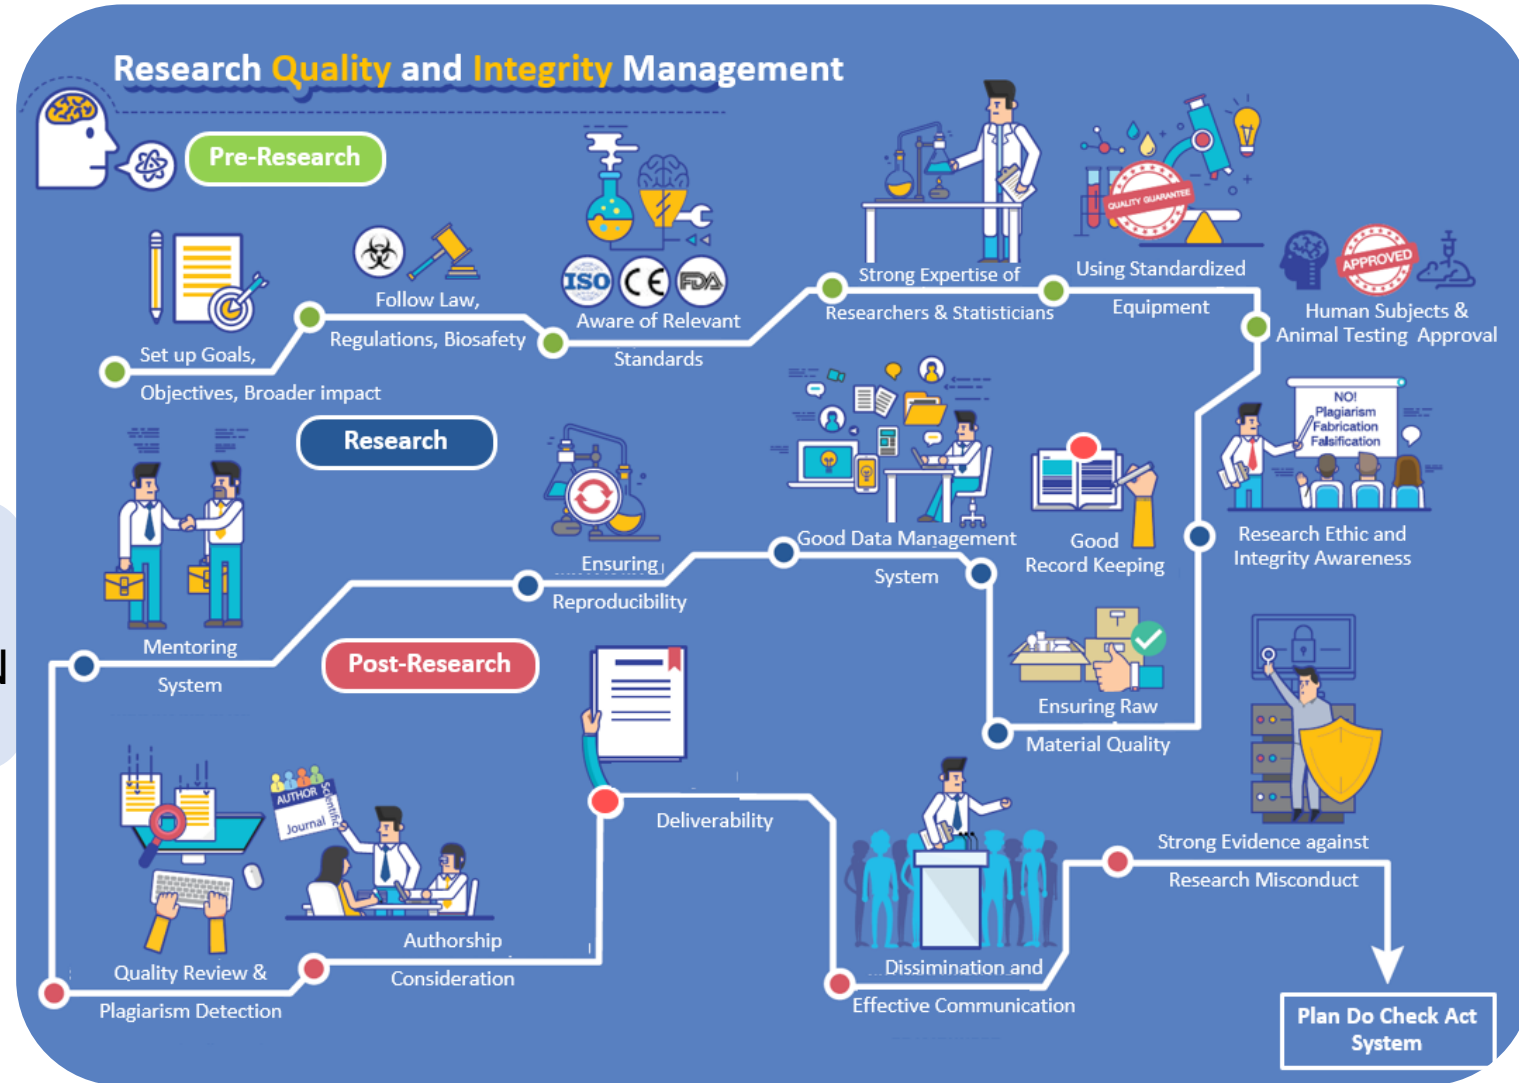 Research Quality and Integrity Management
Pre-Research
Set up Goals,
Objectives, Broader impact
Follow Law,
Regulations, Biosafety
ISO
CE
FDA
Aware of Relevant
Standards
Strong Expertise of
Researchers & Statisticians
QUALITY GUARANTEE
Using Standardized
Equipment
APPROVED
Human Subjects &
Animal Testing Approval
Research
NO!
Plagiarism
Fabrication
Falsification
Research Ethic and
Integrity Awareness
Good
Record Keeping
Ensuring Raw
Material Quality
Good Data Management
System
Ensuring
Reproducibility
Mentoring
System
Post-Research
Quality Review &
Plagiarism Detection
AUTHOR
Scientific
Journal
Authorship
Consideration
Deliverability
Dissimination and
Effective Communication
Strong Evidence against
Research Misconduct
Plan Do Check Act
System
N